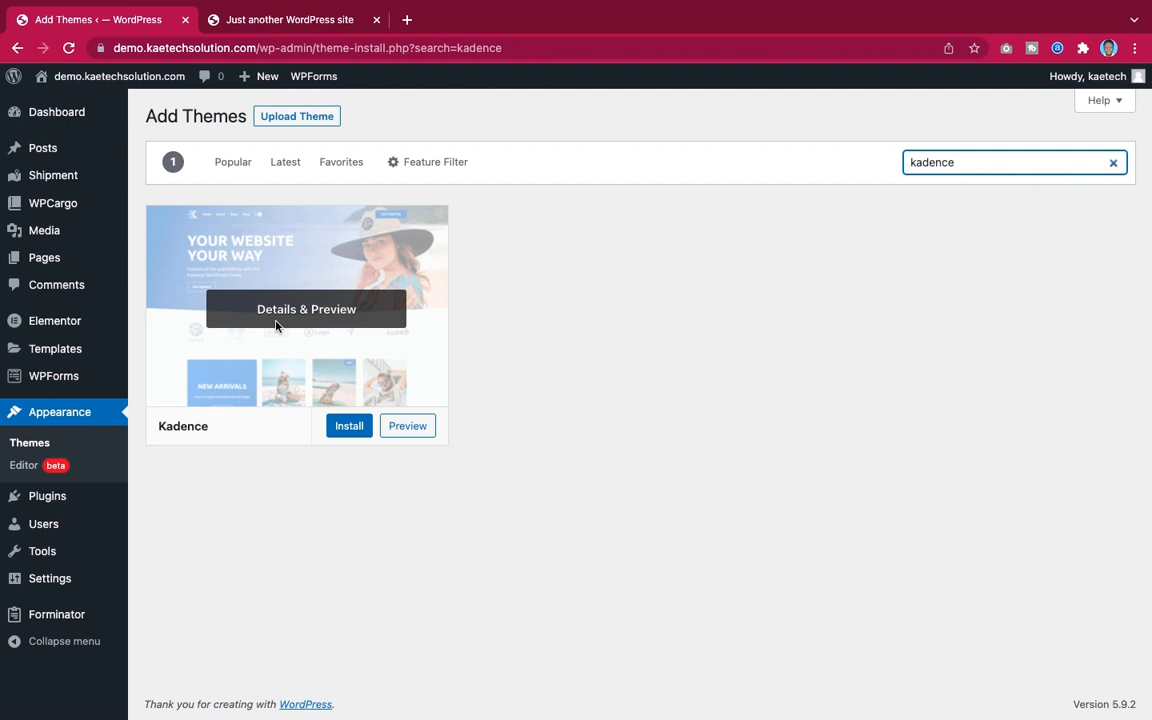 Add Themes ‹ — WordPress
Just another WordPress site
demo.kaetechsolution.com/wp-admin/theme-install.php?search=kadence
demo.kaetechsolution.com
0
New
WPForms
Howdy, kaetech
Dashboard
Posts
Shipment
WPCargo
Media
Pages
Comments
Elementor
Templates
WPForms
Appearance
Themes
Editor beta
Plugins
Users
Tools
Settings
Forminator
Collapse menu
Help
Add Themes
Upload Theme
1
Popular
Latest
Favorites
Feature Filter
kadence
YOUR WEBSITE
YOUR WAY
Details & Preview
NEW ARRIVALS
Kadence
Install
Preview
Thank you for creating with WordPress.
Version 5.9.2